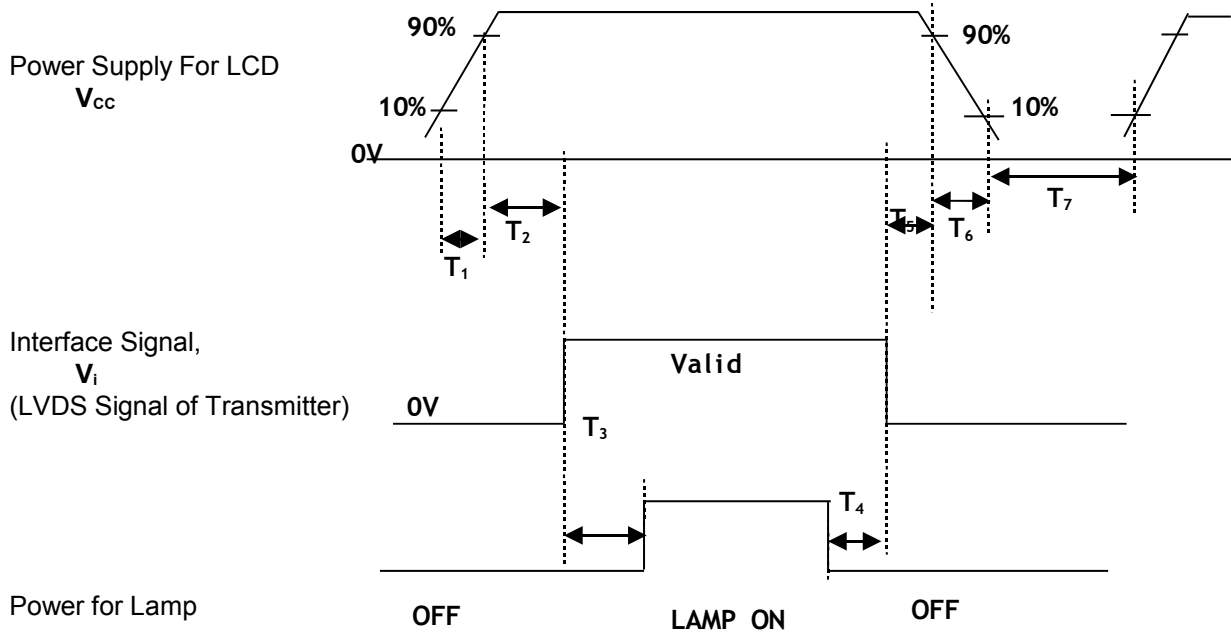 90%
90%
Power Supply For LCD
Vcc
10%
10%
0V
T₇
T₅
T₂
T₆
T₁
Interface Signal,
Vᵢ
(LVDS Signal of Transmitter)
Valid
0V
T₃
T₄
Power for Lamp
OFF
LAMP ON
OFF